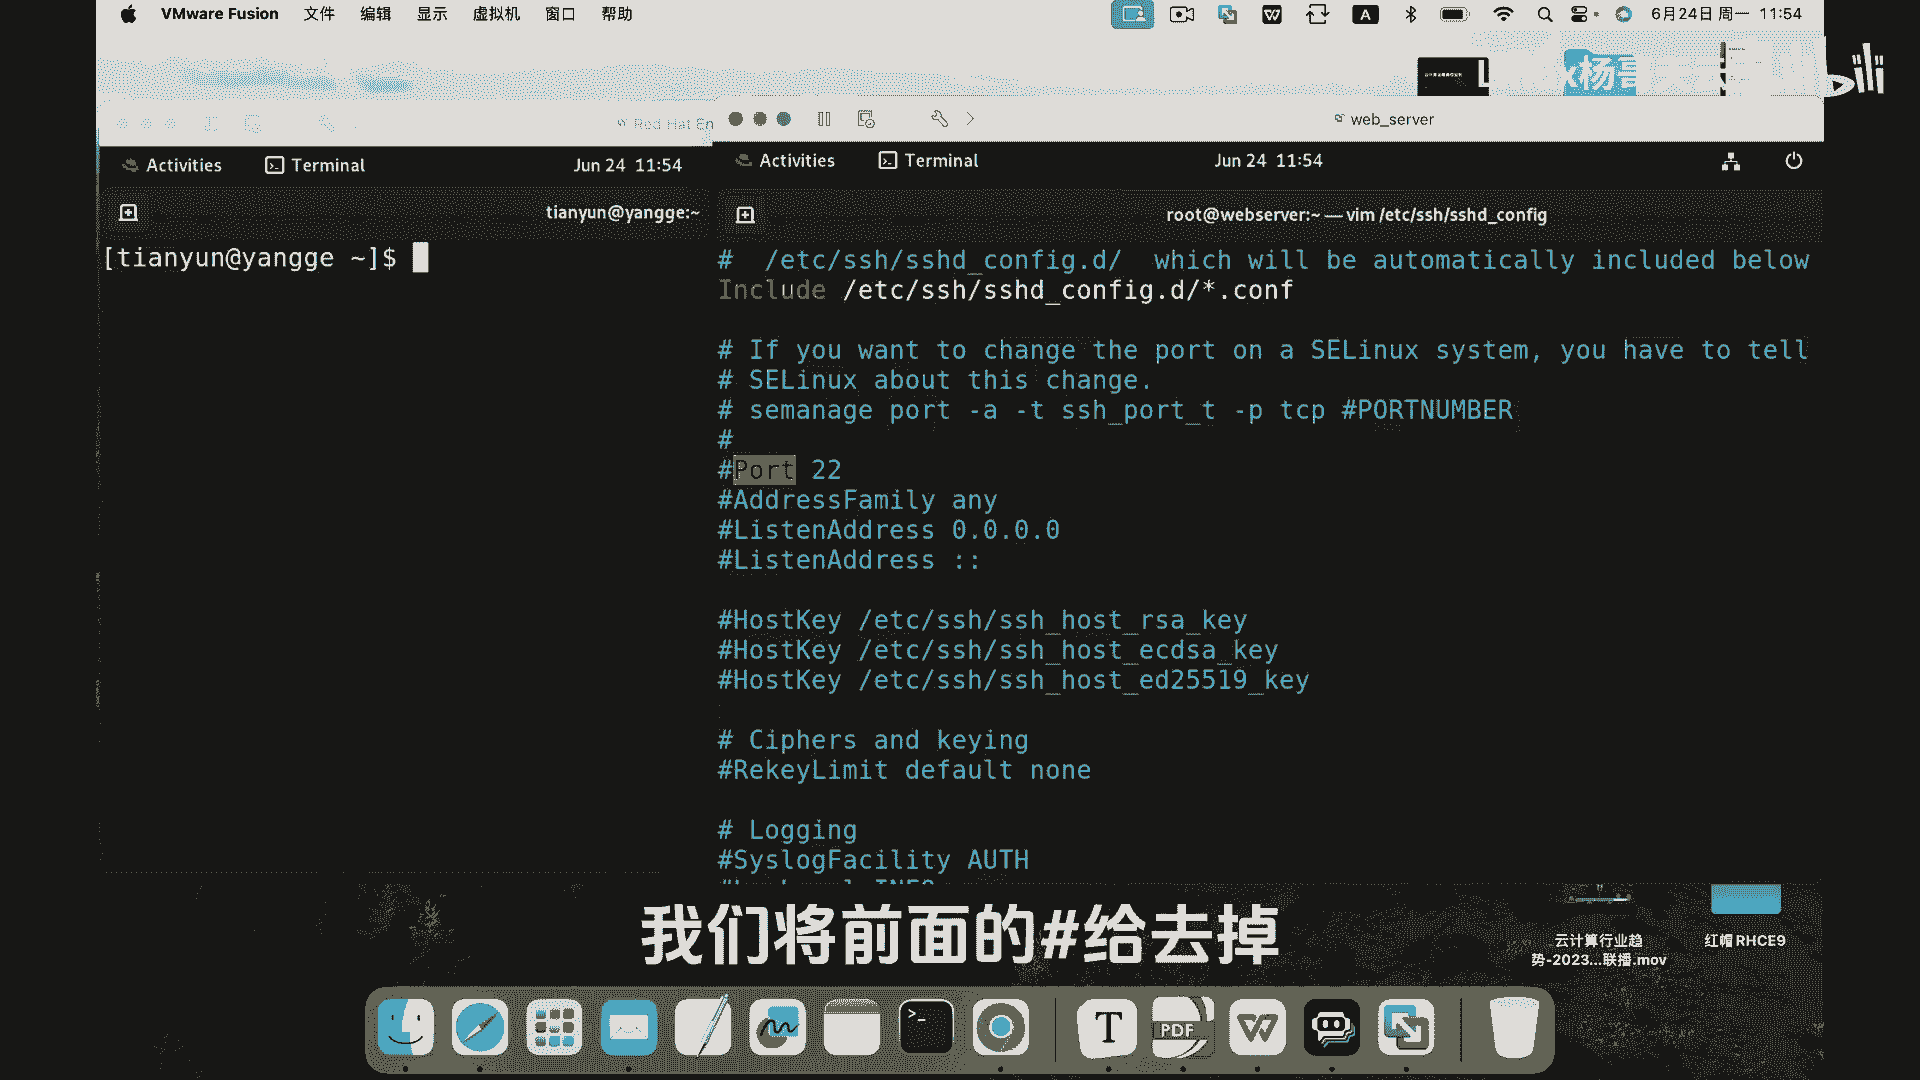 VMware Fusion 文件 编辑 显示 虚拟机 窗口 帮助
A
6月24日 周一 11:54
Red Hat En
web_server
Activities Terminal Jun 24 11:54
Activities Terminal Jun 24 11:54
tianyun@yangge:~
root@webserver:~ — vim /etc/ssh/sshd_config
[tianyun@yangge ~]$
#  /etc/ssh/sshd_config.d/  which will be automatically included below
Include /etc/ssh/sshd_config.d/*.conf
# If you want to change the port on a SELinux system, you have to tell
# SELinux about this change.
# semanage port -a -t ssh_port_t -p tcp #PORTNUMBER
#
#Port 22
#AddressFamily any
#ListenAddress 0.0.0.0
#ListenAddress ::
#HostKey /etc/ssh/ssh_host_rsa_key
#HostKey /etc/ssh/ssh_host_ecdsa_key
#HostKey /etc/ssh/ssh_host_ed25519_key
# Ciphers and keying
#RekeyLimit default none
# Logging
#SyslogFacility AUTH
我们将前面的#给去掉
云计算行业趋
势-2023...联播.mov
红帽 RHCE9
T
PDF